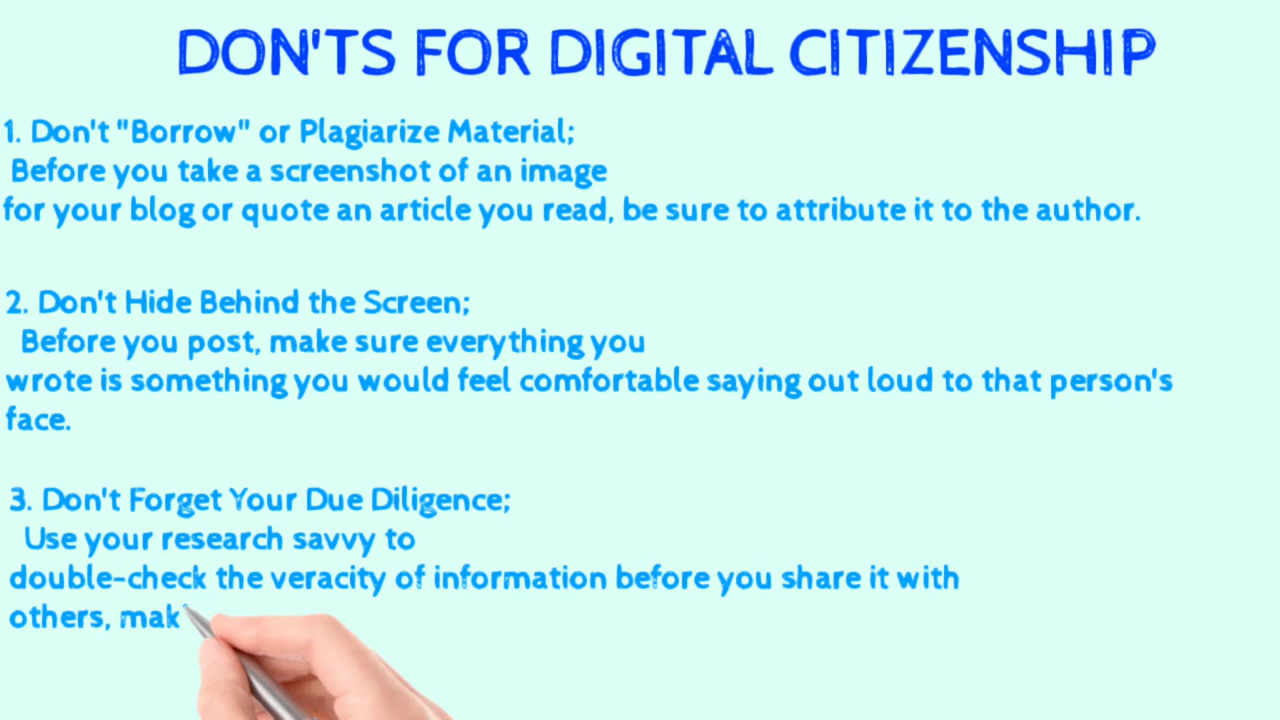 DON'TS FOR DIGITAL CITIZENSHIP
1. Don't "Borrow" or Plagiarize Material;
Before you take a screenshot of an image
for your blog or quote an article you read, be sure to attribute it to the author.
2. Don't Hide Behind the Screen;
Before you post, make sure everything you
wrote is something you would feel comfortable saying out loud to that person's
face.
3. Don't Forget Your Due Diligence;
Use your research savvy to
double-check the veracity of information before you share it with
others, mak